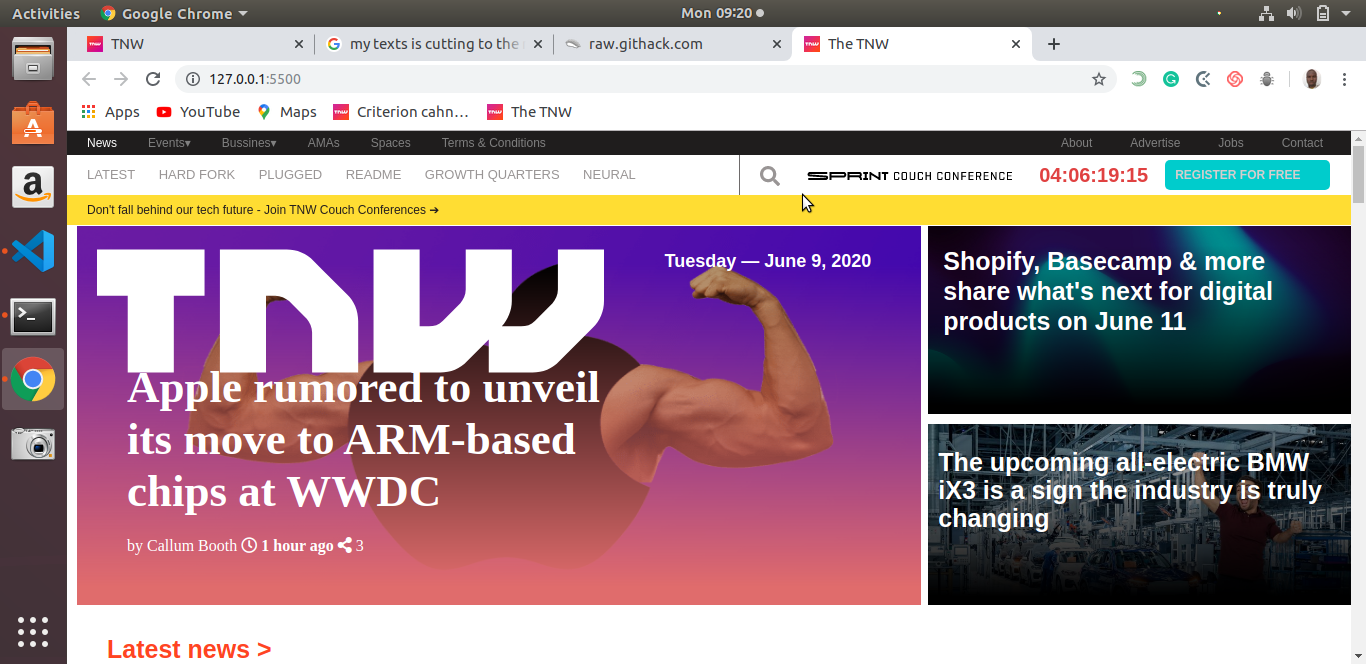 Activities Google Chrome Mon 09:20
TNW my texts is cutting to the raw.githack.com The TNW
127.0.0.1:5500
Apps YouTube Maps Criterion cahn... The TNW
News Events▾ Bussines▾ AMAs Spaces Terms & Conditions About Advertise Jobs Contact
LATEST HARD FORK PLUGGED README GROWTH QUARTERS NEURAL SPRINT COUCH CONFERENCE 04:06:19:15 REGISTER FOR FREE
Don't fall behind our tech future - Join TNW Couch Conferences ➔
TNW
Tuesday — June 9, 2020
Apple rumored to unveil
its move to ARM-based
chips at WWDC
by Callum Booth 1 hour ago 3
Shopify, Basecamp & more
share what's next for digital
products on June 11
The upcoming all-electric BMW
iX3 is a sign the industry is truly
changing
Latest news >